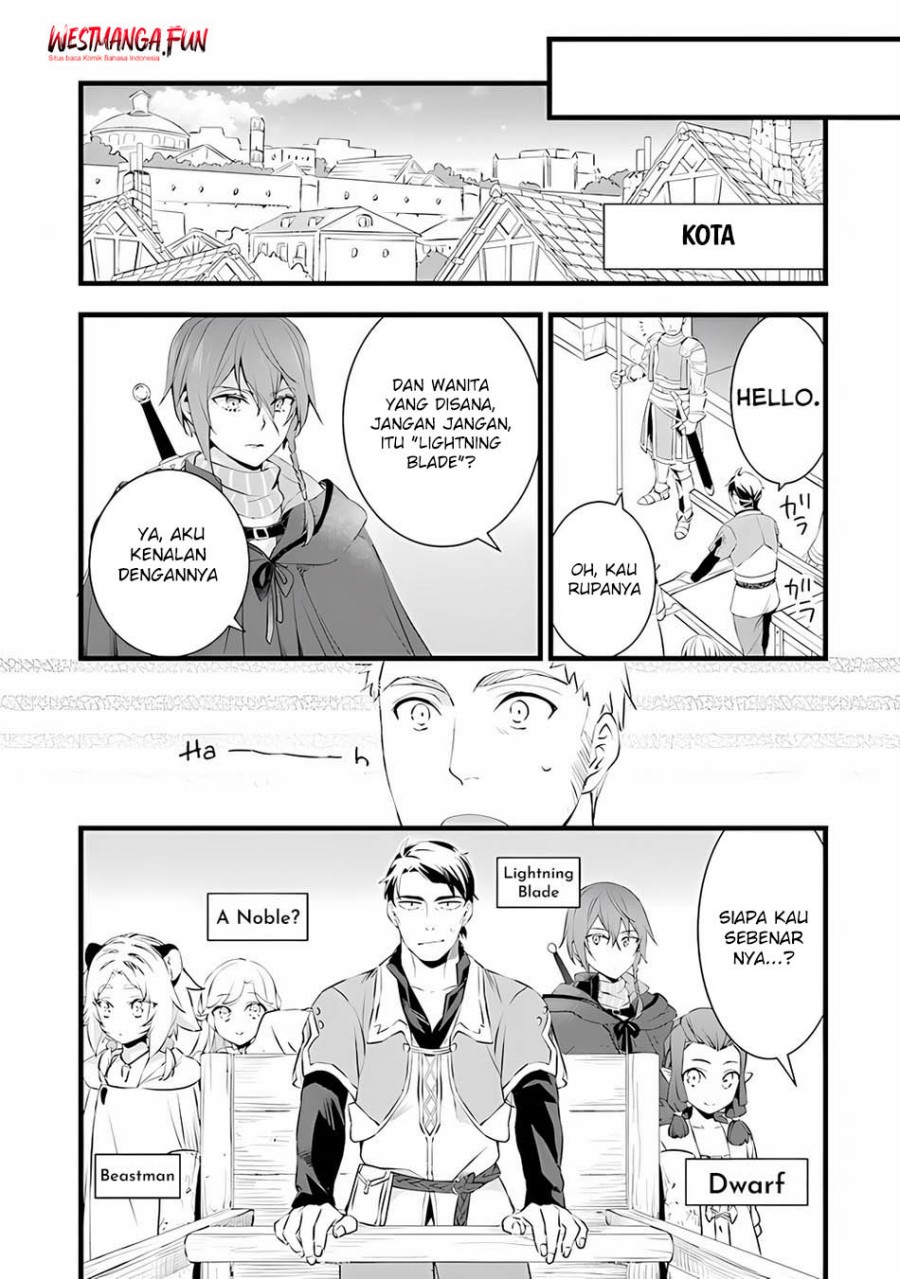 WESTMANGA.FUN
Situs baca Komik Bahasa Indonesia
KOTA
HELLO.
ガラ
OH, KAU
RUPANYA
ガラ
DAN WANITA
YANG DISANA,
JANGAN JANGAN,
ITU "LIGHTNING
BLADE"?
YA, AKU
KENALAN
DENGANNYA
Ha
h
Lightning
Blade
A Noble?
SIAPA KAU
SEBENAR
NYA...?
Beastman
Dwarf